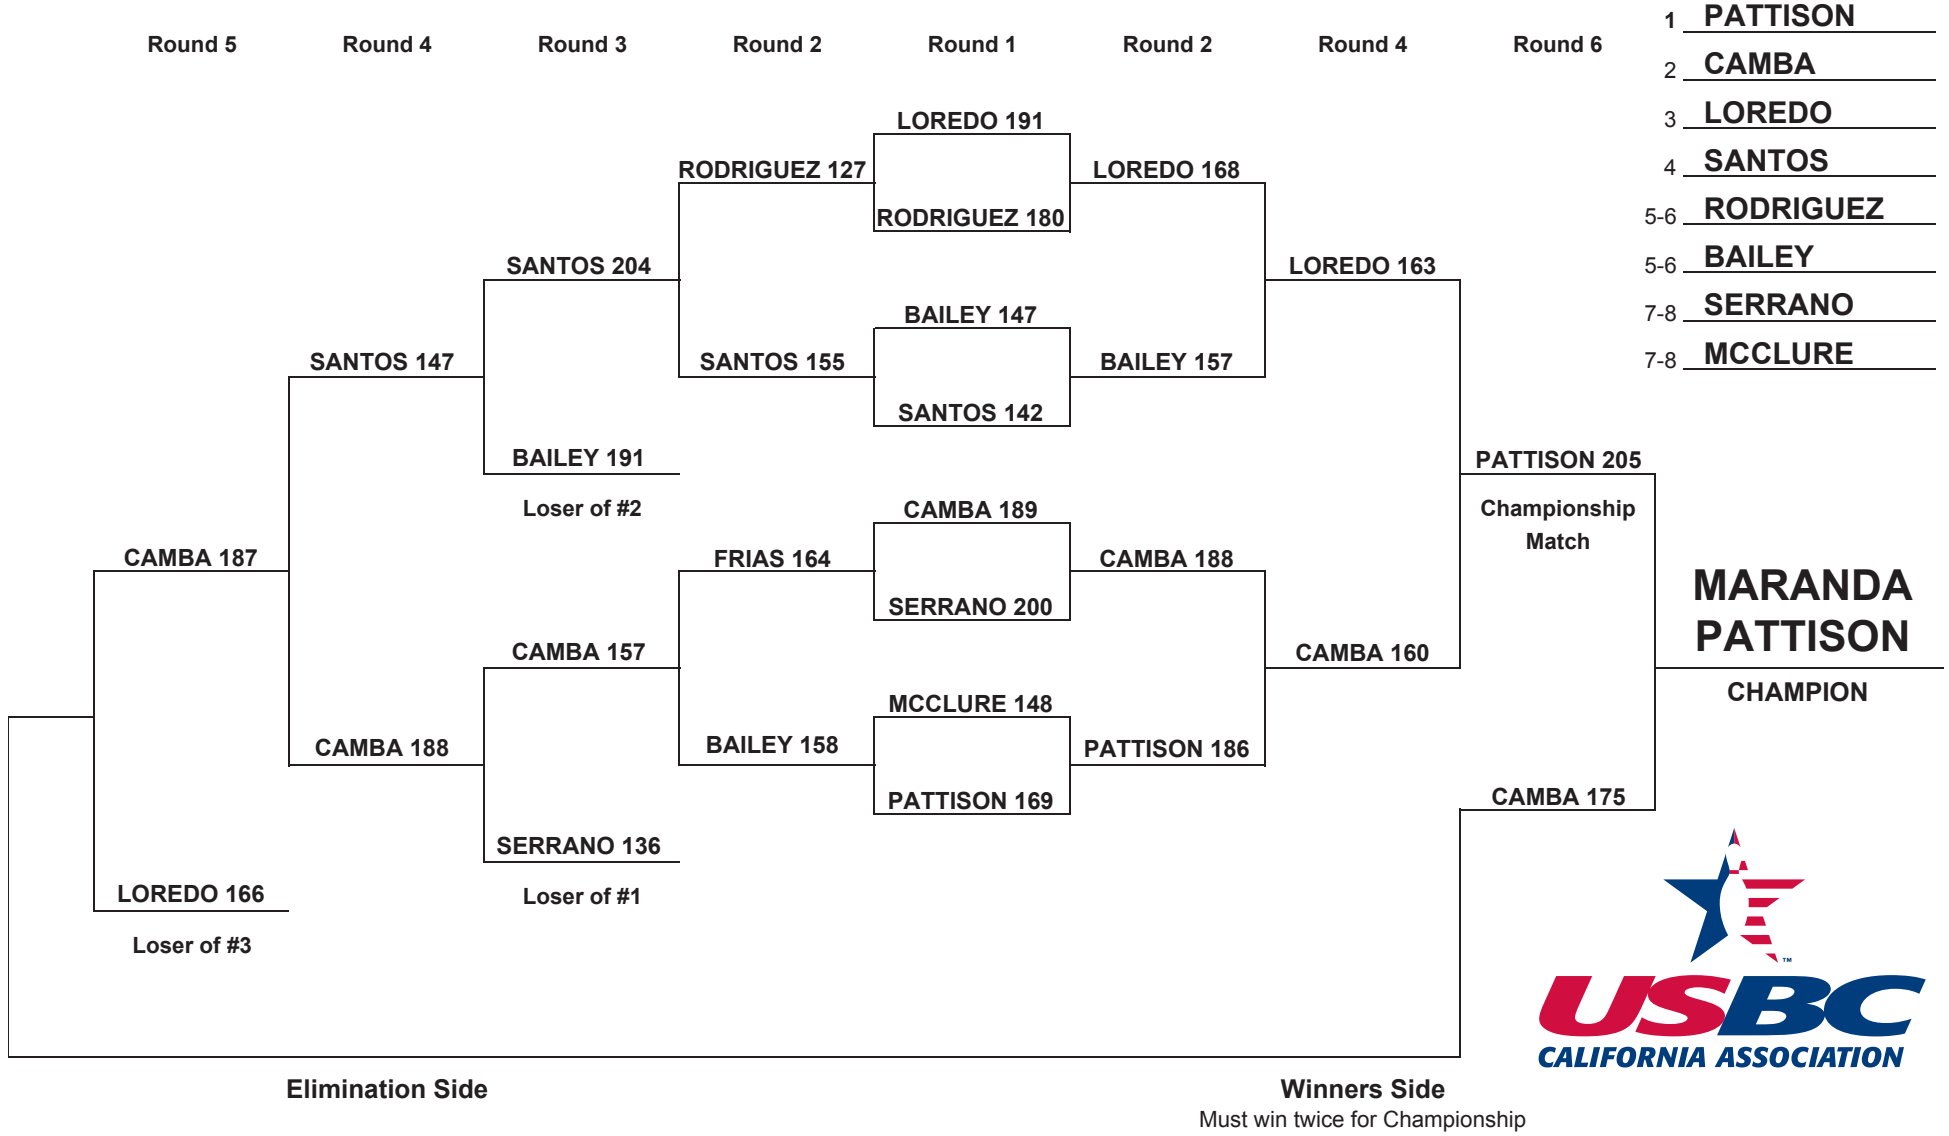 Round 5 Round 4 Round 3 Round 2 Round 1 Round 2 Round 4 Round 6
1 PATTISON
2 CAMBA
3 LOREDO
4 SANTOS
5-6 RODRIGUEZ
5-6 BAILEY
7-8 SERRANO
7-8 MCCLURE
LOREDO 191
RODRIGUEZ 127 LOREDO 168
RODRIGUEZ 180
SANTOS 204 LOREDO 163
BAILEY 147
SANTOS 147 SANTOS 155 BAILEY 157
SANTOS 142
BAILEY 191 PATTISON 205
Loser of #2 CAMBA 189 Championship
Match
CAMBA 187 FRIAS 164 CAMBA 188
SERRANO 200
MARANDA
PATTISON
CAMBA 157 CAMBA 160
CHAMPION
MCCLURE 148
CAMBA 188 BAILEY 158 PATTISON 186
PATTISON 169 CAMBA 175
SERRANO 136
LOREDO 166 Loser of #1
Loser of #3
TM
USBC
CALIFORNIA ASSOCIATION
Elimination Side Winners Side
Must win twice for Championship